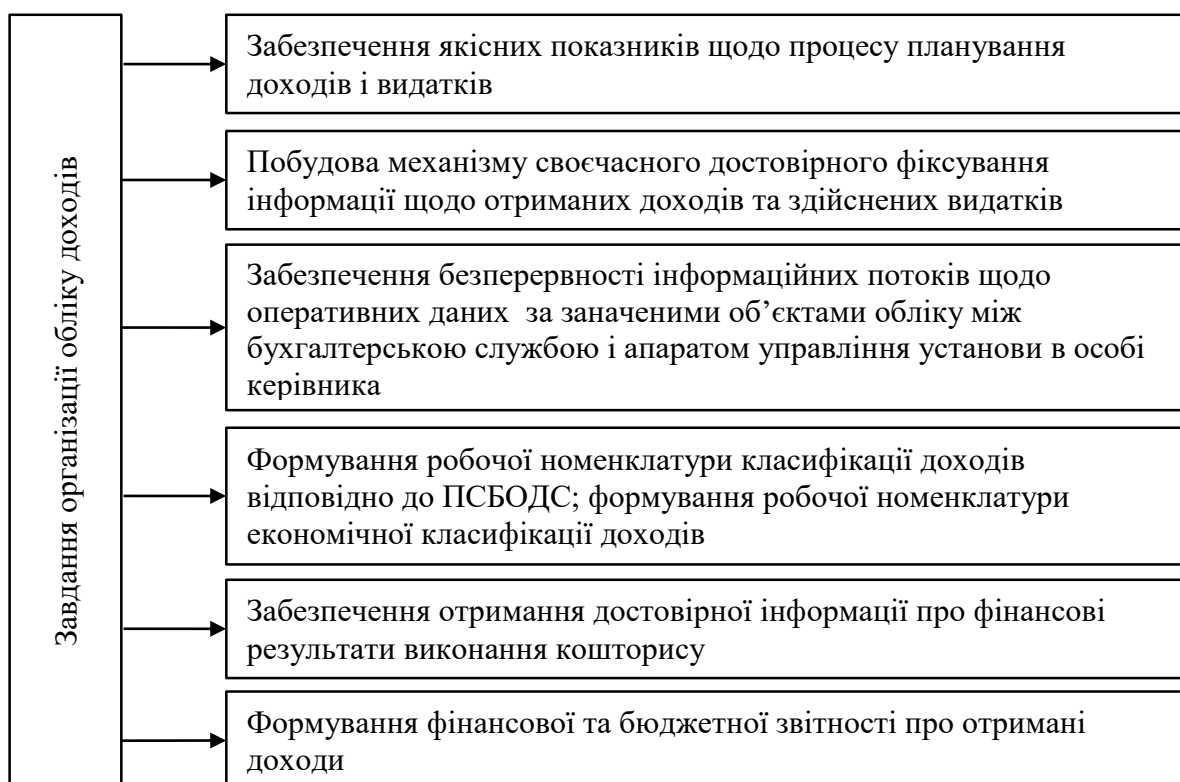 Завдання організації обліку доходів
Забезпечення якісних показників щодо процесу планування
доходів і видатків
Побудова механізму своєчасного достовірного фіксування
інформації щодо отриманих доходів та здійснених видатків
Забезпечення безперервності інформаційних потоків щодо
оперативних даних  за заначеними об’єктами обліку між
бухгалтерською службою і апаратом управління установи в особі
керівника
Формування робочої номенклатури класифікації доходів
відповідно до ПСБОДС; формування робочої номенклатури
економічної класифікації доходів
Забезпечення отримання достовірної інформації про фінансові
результати виконання кошторису
Формування фінансової та бюджетної звітності про отримані
доходи